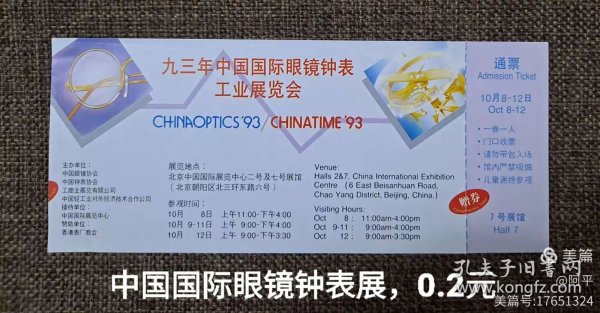 九三年中国国际眼镜钟表
工业展览会
CHINAOPTICS'93/CHINATIME'93
主办单位：
中国眼镜协会
中国钟表协会
工商业展览有限公司
中国轻工业对外经济技术合作公司
接待单位：
中国国际展览中心
赞助单位：
香港表厂商会
展览地点：
北京中国国际展览中心二号及七号展馆
（北京朝阳区北三环东路六号）
参观时间：
10月 8日 上午11:00-下午4:00
10月 9-11日 上午 9:00-下午4:00
10月 12日 上午 9:00-下午3:30
Venue:
Halls 2&7, China International Exhibition
Centre (6 East Beisanhuan Road,
Chao Yang District, Beijing, China.)
Visiting Hours:
Oct 8 : 11:00am-4:00pm
Oct 9-11 : 9:00am-4:00pm
Oct 12 : 9:00am-3:30pm
通票
Admission Ticket
10月8-12日
Oct 8-12
·一券一人
·门口收票
·请勿带包入场
·馆内严禁吸烟
·儿童谢绝参观
赠券
7号展馆
Hall 7
中国国际眼镜钟表展，0.2元
美篇
@阿平
孔夫子旧书网
www.kongfz.com
美篇号:17651324